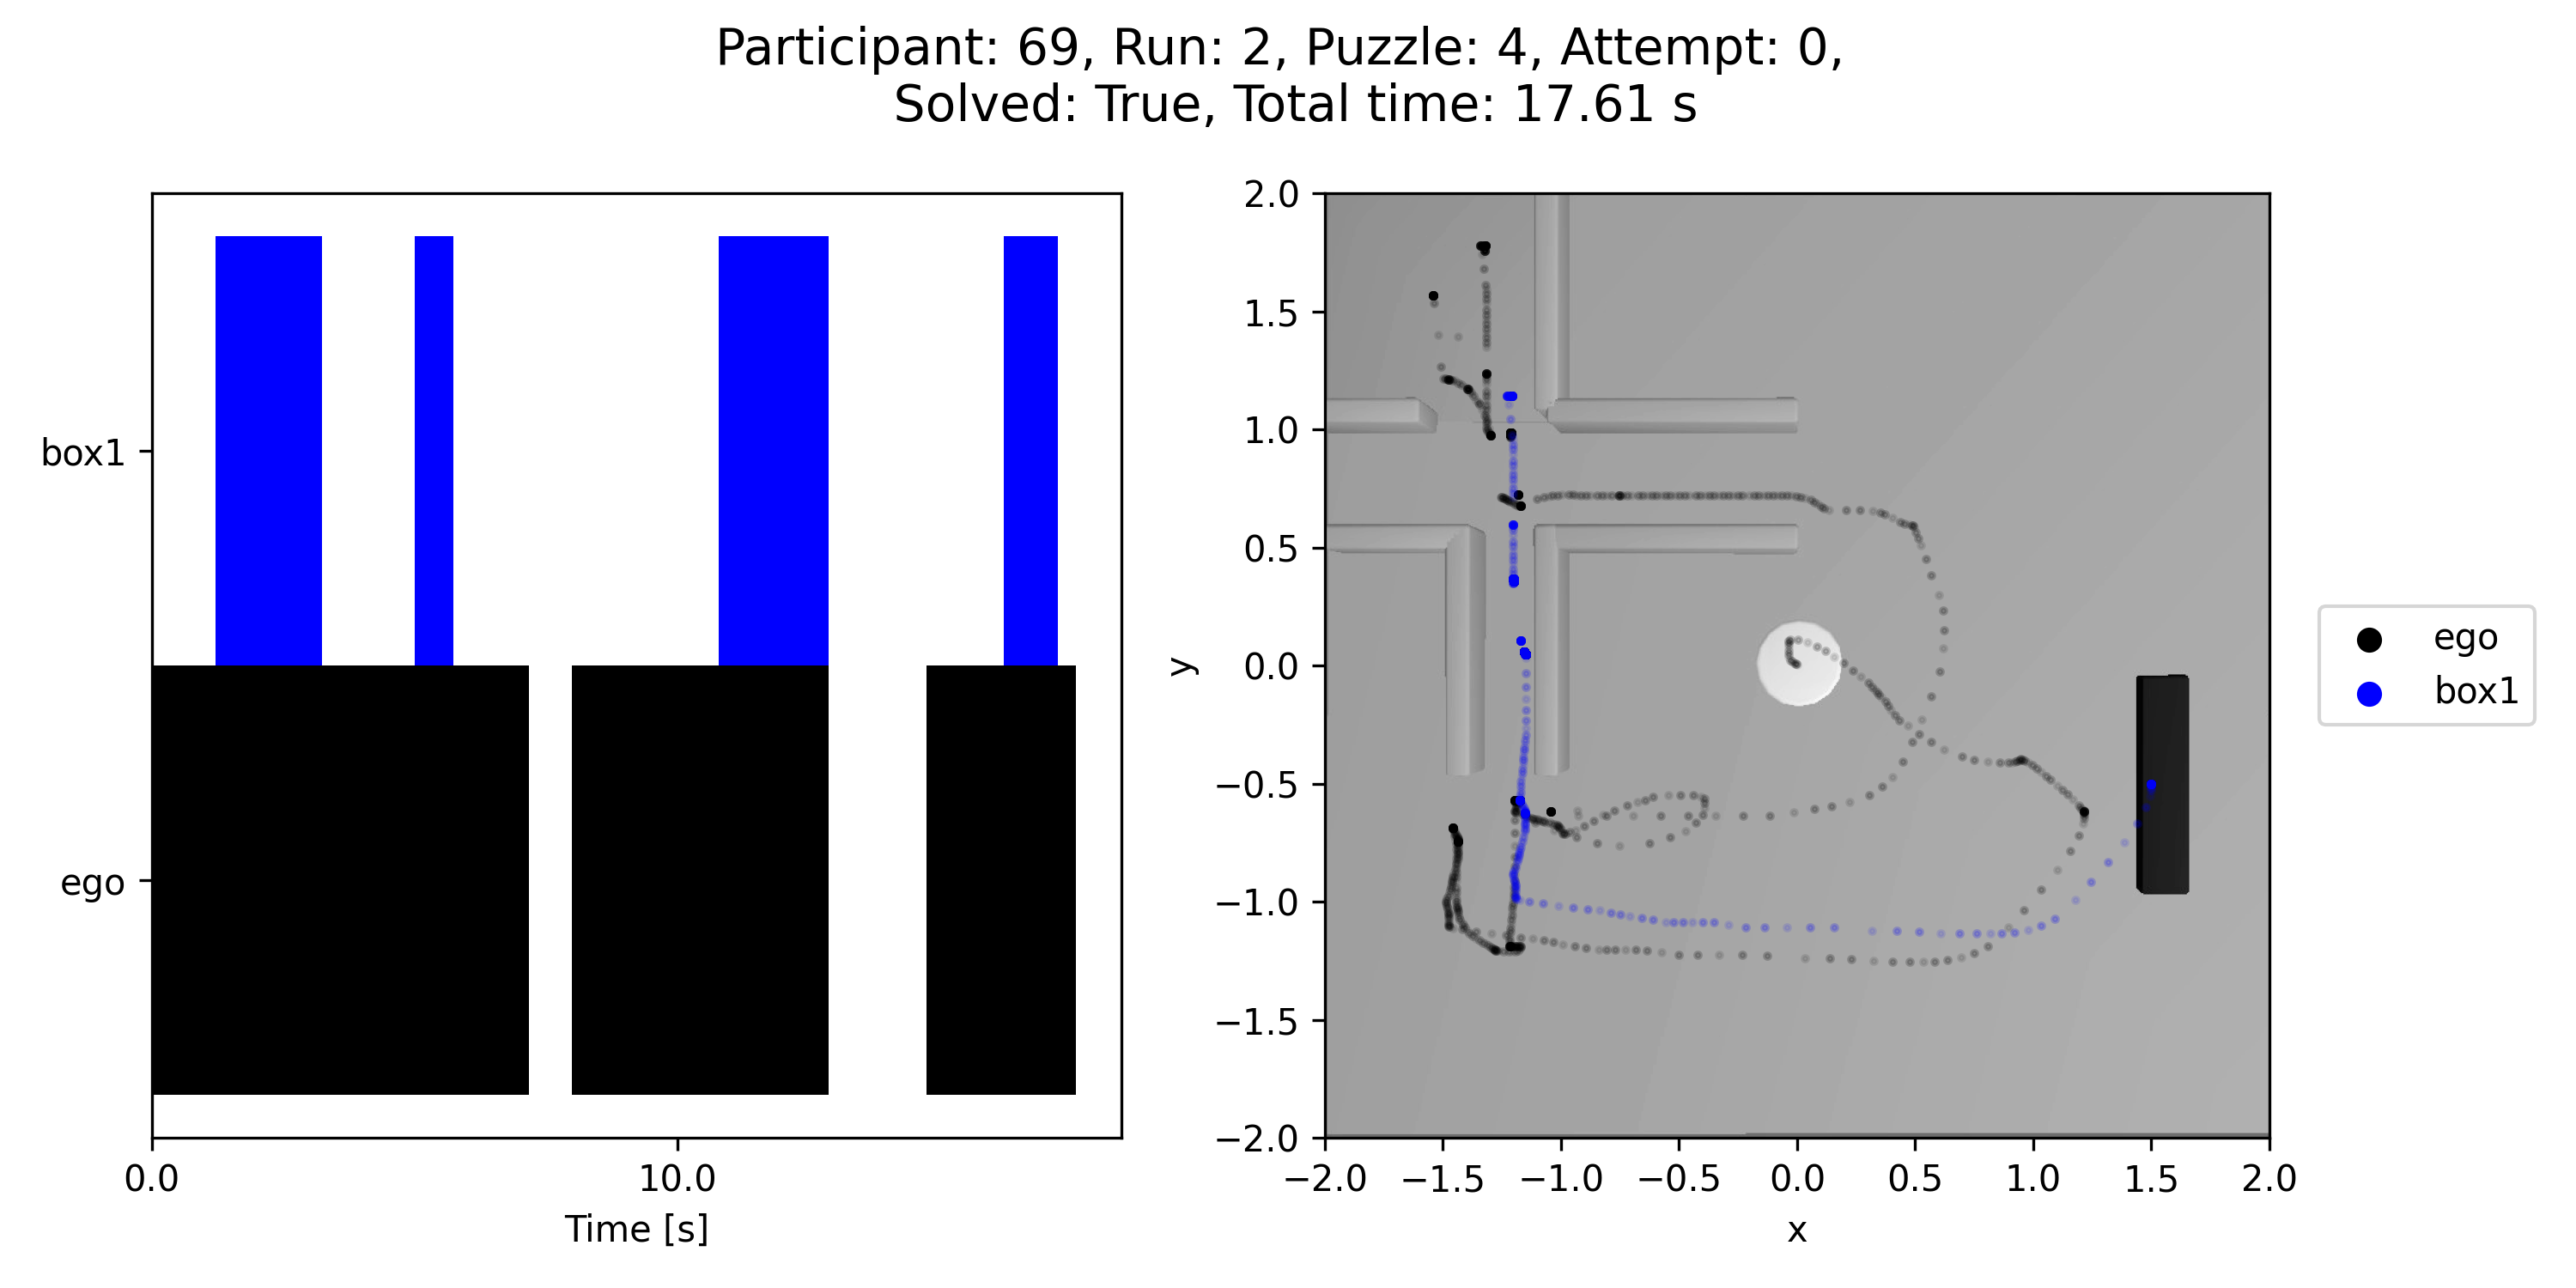 Participant: 69, Run: 2, Puzzle: 4, Attempt: 0,
Solved: True, Total time: 17.61 s
box1
ego
0.0
10.0
Time [s]
2.0
1.5
1.0
0.5
0.0
−0.5
−1.0
−1.5
−2.0
y
−2.0
−1.5
−1.0
−0.5
0.0
0.5
1.0
1.5
2.0
x
ego
box1